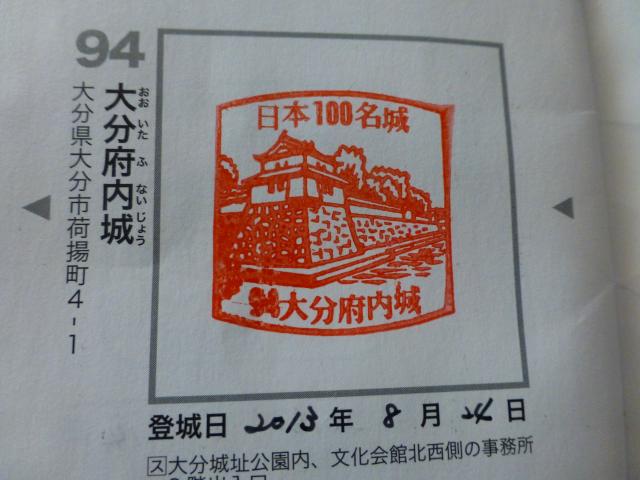 94
大分府内城
おおいたふないじょう
大分県大分市荷揚町4-1
日本100名城
94大分府内城
登城日 2013年 8月 24日
ス大分城址公園内、文化会館北西側の事務所